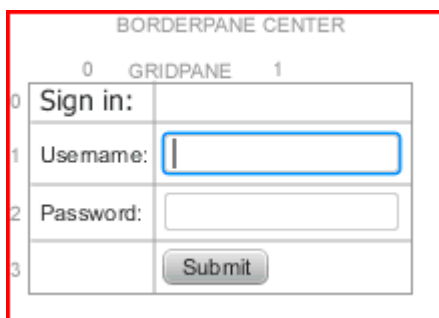 BORDERPANE CENTER
0 GRIDPANE 1
0 Sign in:
1 Username:
2 Password:
3 Submit